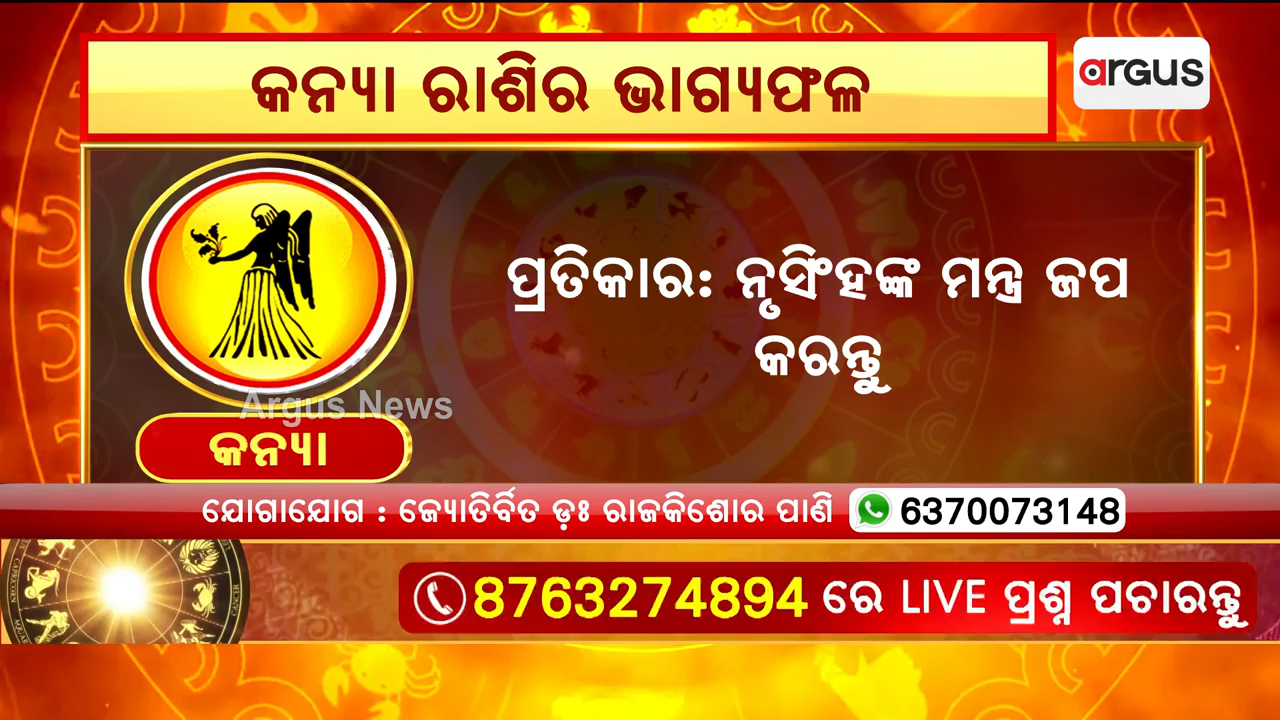 କନ୍ୟା ରାଶିର ଭାଗ୍ୟଫଳ
argus
ପ୍ରତିକାର: ନୃସିଂହଙ୍କ ମନ୍ତ୍ର ଜପ
କରନ୍ତୁ
Argus News
କନ୍ୟା
ଯୋଗାଯୋଗ : ଜ୍ୟୋତିର୍ବିତ ଡ଼ଃ ରାଜକିଶୋର ପାଣି 6370073148
8763274894 ରେ LIVE ପ୍ରଶ୍ନ ପଚାରନ୍ତୁ